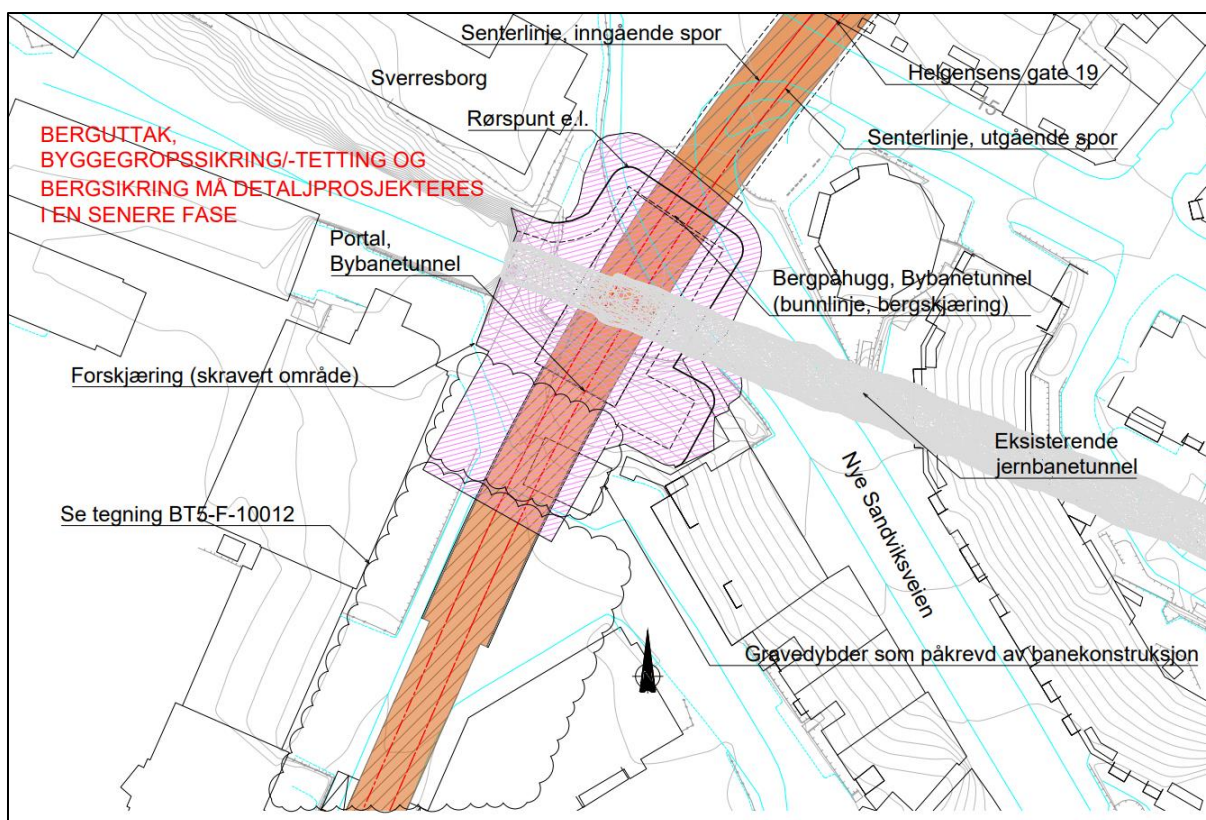 Senterlinje, inngående spor
Sverresborg
Helgensens gate 19
15
Rørspunt e.l.
Senterlinje, utgående spor
BERGUTTAK,
BYGGEGROPSSIKRING/-TETTING OG
BERGSIKRING MÅ DETALJPROSJEKTERES
I EN SENERE FASE
Portal,
Bybanetunnel
Bergpåhugg, Bybanetunnel
(bunnlinje, bergskjæring)
Forskjæring (skravert område)
Eksisterende
jernbanetunnel
Nye Sandviksveien
Se tegning BT5-F-10012
Gravedybder som påkrevd av banekonstruksjon